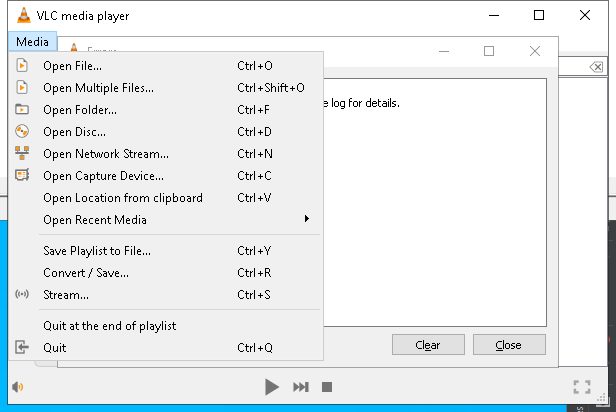 VLC media player
Media
e log for details.
Open File... Ctrl+O
Open Multiple Files... Ctrl+Shift+O
Open Folder... Ctrl+F
Open Disc... Ctrl+D
Open Network Stream... Ctrl+N
Open Capture Device... Ctrl+C
Open Location from clipboard Ctrl+V
Open Recent Media
Save Playlist to File... Ctrl+Y
Convert / Save... Ctrl+R
Stream... Ctrl+S
Quit at the end of playlist
Quit Ctrl+Q
Clear Close